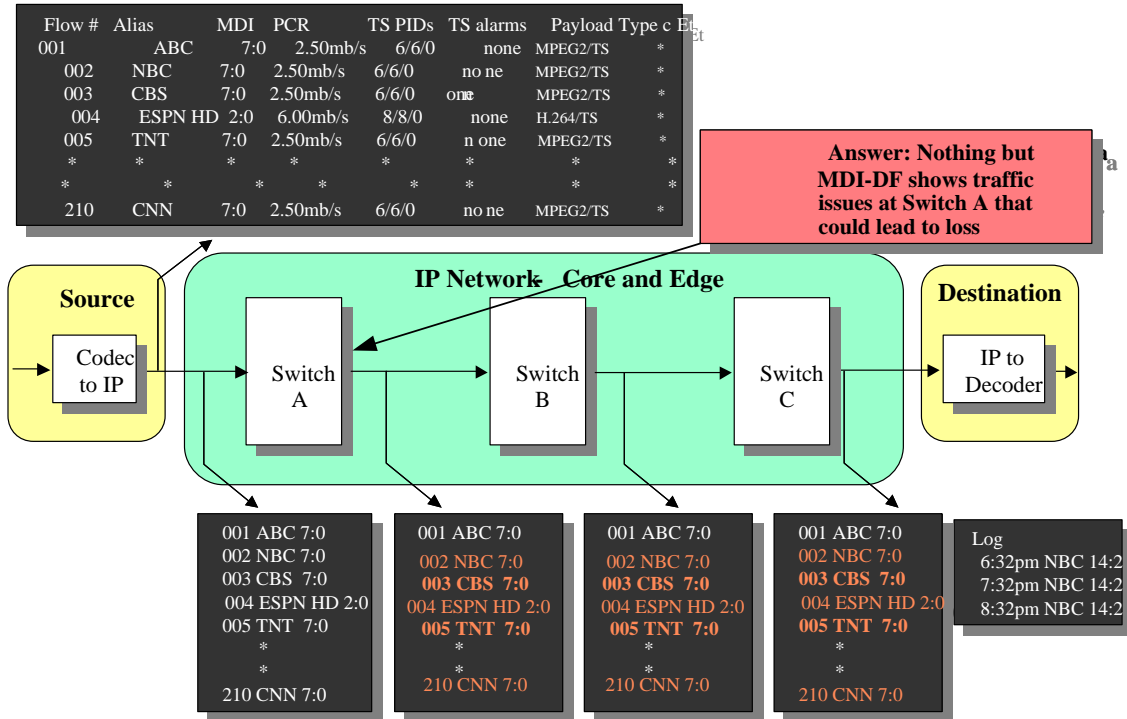 Flow # Alias MDI PCR TS PIDs TS alarms Payload Type c Et
Et
001 ABC 7:0 2.50mb/s 6/6/0 none MPEG2/TS *
002 NBC 7:0 2.50mb/s 6/6/0 no ne MPEG2/TS *
003 CBS 7:0 2.50mb/s 6/6/0 one MPEG2/TS *
004 ESPN HD 2:0 6.00mb/s 8/8/0 none H.264/TS *
005 TNT 7:0 2.50mb/s 6/6/0 n one MPEG2/TS *
* * * * * * * *
* * * * * * * *
210 CNN 7:0 2.50mb/s 6/6/0 no ne MPEG2/TS *
Answer: Nothing but a
a
MDI-DF shows traffic
issues at Switch A that
could lead to loss
IP Network- Core and Edge
Source
Destination
Codec
to IP
Switch
A
Switch
B
Switch
C
IP to
Decoder
001 ABC 7:0
002 NBC 7:0
003 CBS 7:0
004 ESPN HD 2:0
005 TNT 7:0
*
*
210 CNN 7:0
001 ABC 7:0
002 NBC 7:0
003 CBS 7:0
004 ESPN HD 2:0
005 TNT 7:0
*
*
210 CNN 7:0
001 ABC 7:0
002 NBC 7:0
003 CBS 7:0
004 ESPN HD 2:0
005 TNT 7:0
*
*
210 CNN 7:0
001 ABC 7:0
002 NBC 7:0
003 CBS 7:0
004 ESPN HD 2:0
005 TNT 7:0
*
*
210 CNN 7:0
Log
6:32pm NBC 14:2
7:32pm NBC 14:2
8:32pm NBC 14:2